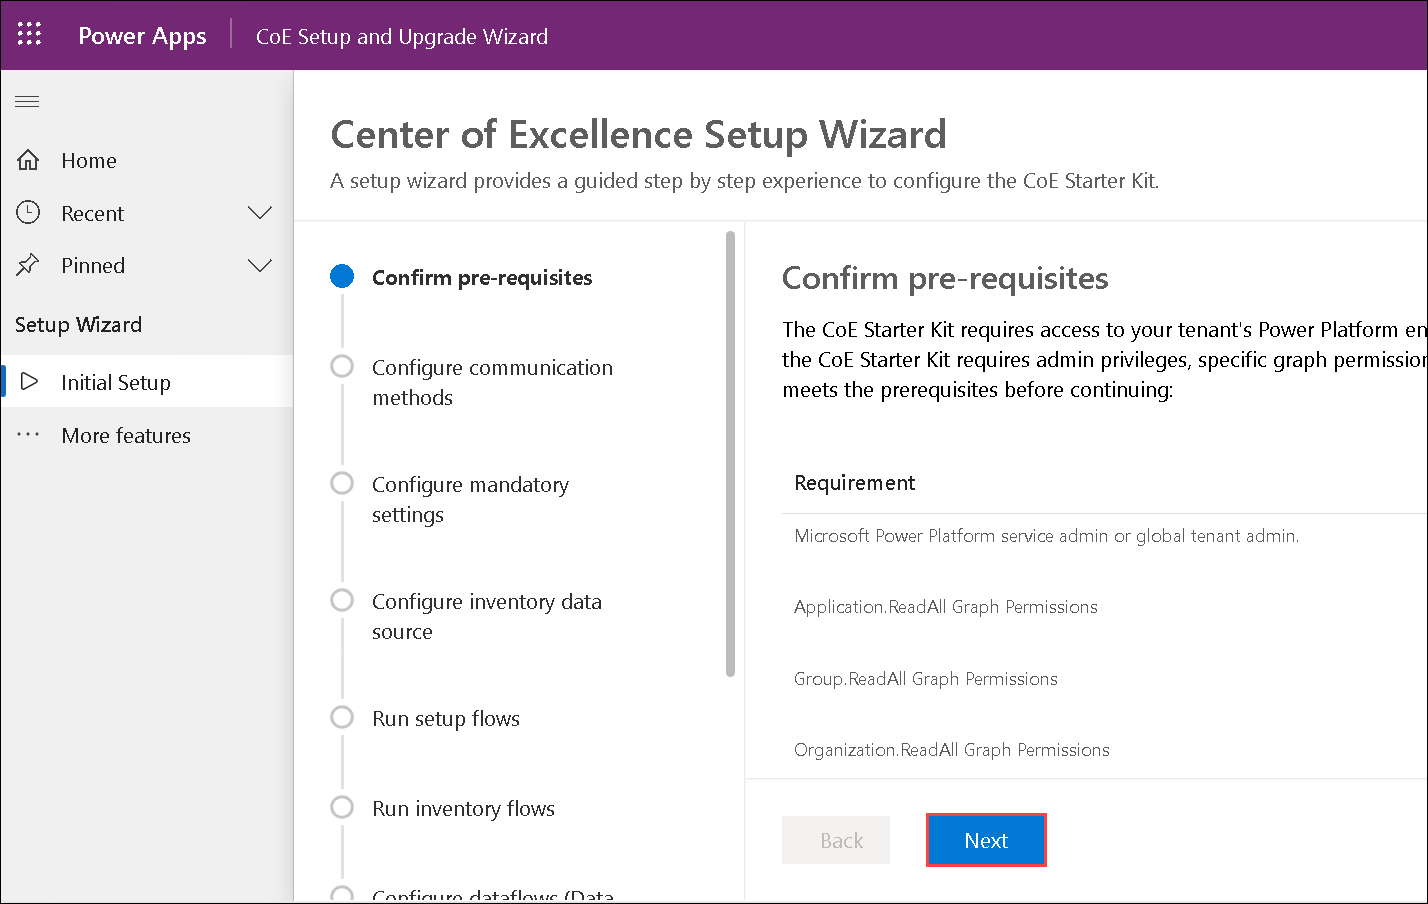 Power Apps
CoE Setup and Upgrade Wizard
Home
Recent
Pinned
Setup Wizard
Initial Setup
More features
Center of Excellence Setup Wizard
A setup wizard provides a guided step by step experience to configure the CoE Starter Kit.
Confirm pre-requisites
Configure communication
methods
Configure mandatory
settings
Configure inventory data
source
Run setup flows
Run inventory flows
Configure dataflows (Data
Confirm pre-requisites
The CoE Starter Kit requires access to your tenant's Power Platform en
the CoE Starter Kit requires admin privileges, specific graph permission
meets the prerequisites before continuing:
Requirement
Microsoft Power Platform service admin or global tenant admin.
Application.ReadAll Graph Permissions
Group.ReadAll Graph Permissions
Organization.ReadAll Graph Permissions
Back
Next